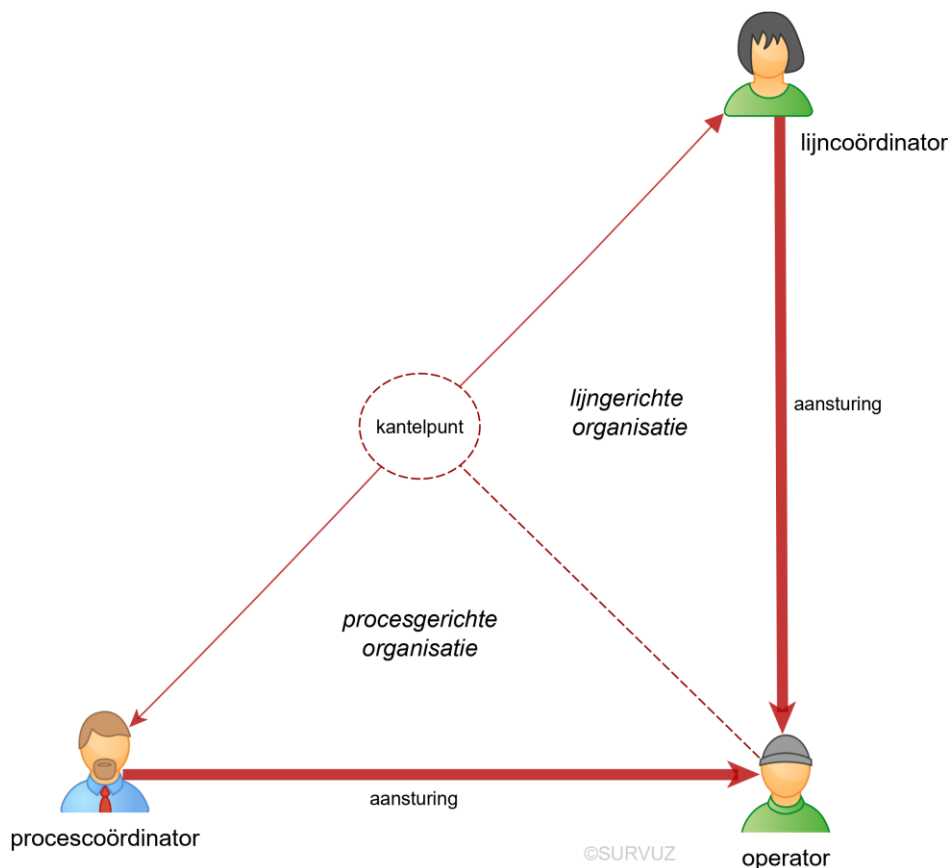 lijncoördinator
lijngerichte
organisatie
aansturing
kantelpunt
procesgerichte
organisatie
aansturing
procescoördinator
©SURVUZ
operator